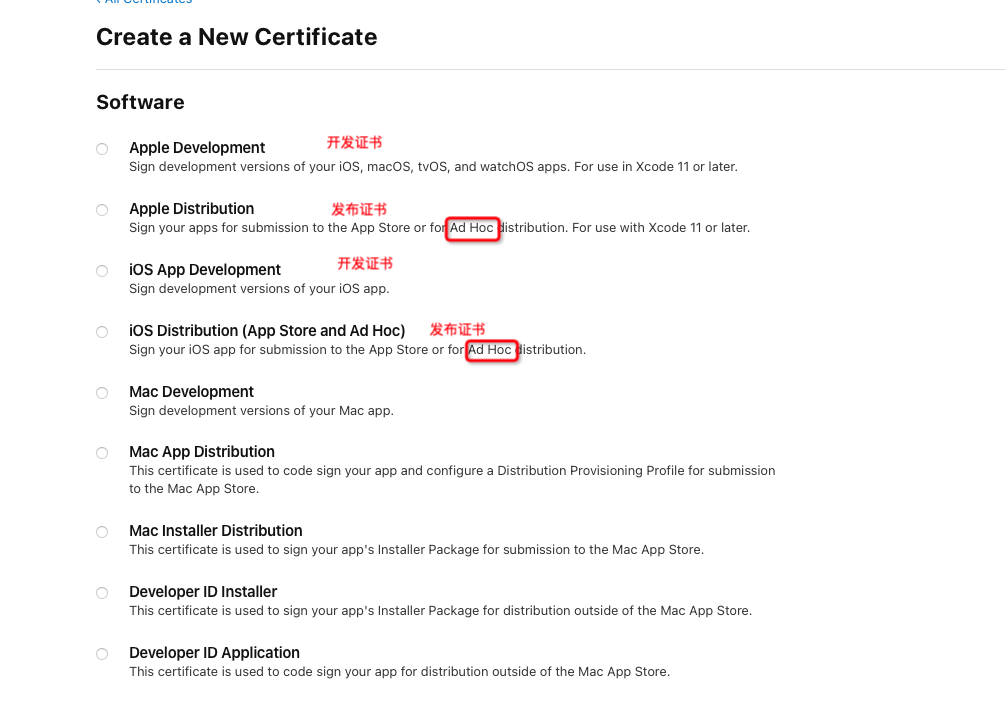 ‹ All Certificates
Create a New Certificate
Software
Apple Development 开发证书
Sign development versions of your iOS, macOS, tvOS, and watchOS apps. For use in Xcode 11 or later.
Apple Distribution 发布证书
Sign your apps for submission to the App Store or for Ad Hoc distribution. For use with Xcode 11 or later.
iOS App Development 开发证书
Sign development versions of your iOS app.
iOS Distribution (App Store and Ad Hoc) 发布证书
Sign your iOS app for submission to the App Store or for Ad Hoc distribution.
Mac Development
Sign development versions of your Mac app.
Mac App Distribution
This certificate is used to code sign your app and configure a Distribution Provisioning Profile for submission
to the Mac App Store.
Mac Installer Distribution
This certificate is used to sign your app's Installer Package for submission to the Mac App Store.
Developer ID Installer
This certificate is used to sign your app's Installer Package for distribution outside of the Mac App Store.
Developer ID Application
This certificate is used to code sign your app for distribution outside of the Mac App Store.